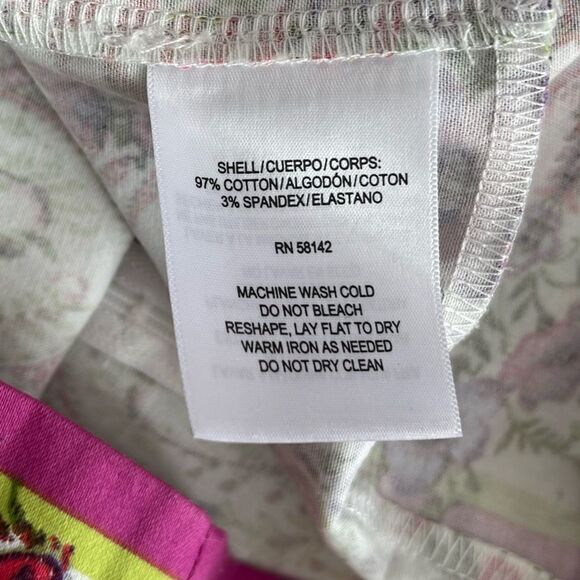 SHELL/CUERPO/CORPS:
97% COTTON/ALGODÓN/COTON
3% SPANDEX/ELASTANO
RN 58142
MACHINE WASH COLD
DO NOT BLEACH
RESHAPE, LAY FLAT TO DRY
WARM IRON AS NEEDED
DO NOT DRY CLEAN